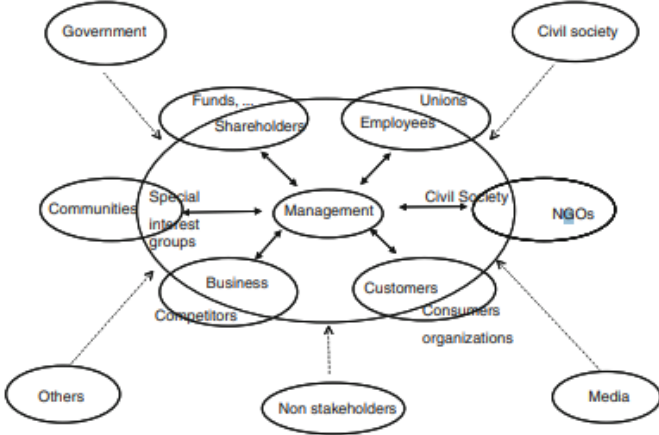 Government
Civil society
Funds, ...
Unions
Shareholders
Employees
Communities
Special
interest
groups
Management
Civil Society
NGOs
Business
Customers
Competitors
Consumers
organizations
Others
Non stakeholders
Media